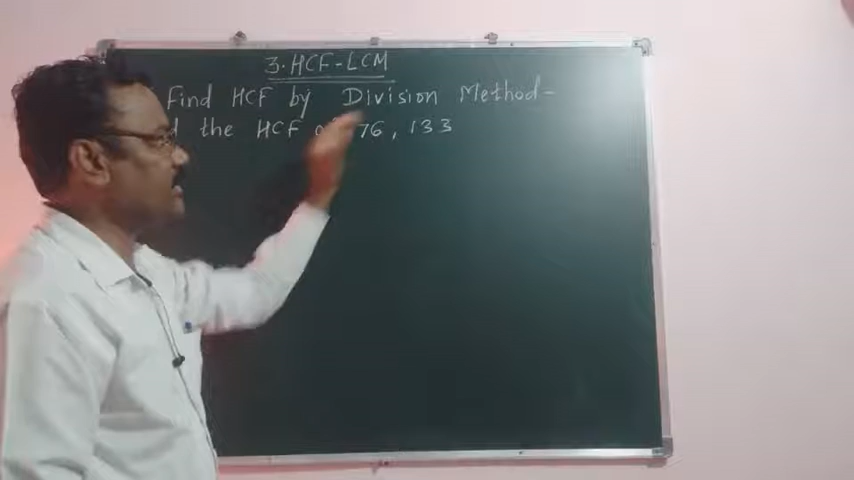 3. HCF-LCM
Find HCF by Division Method-
the HCF 76, 133